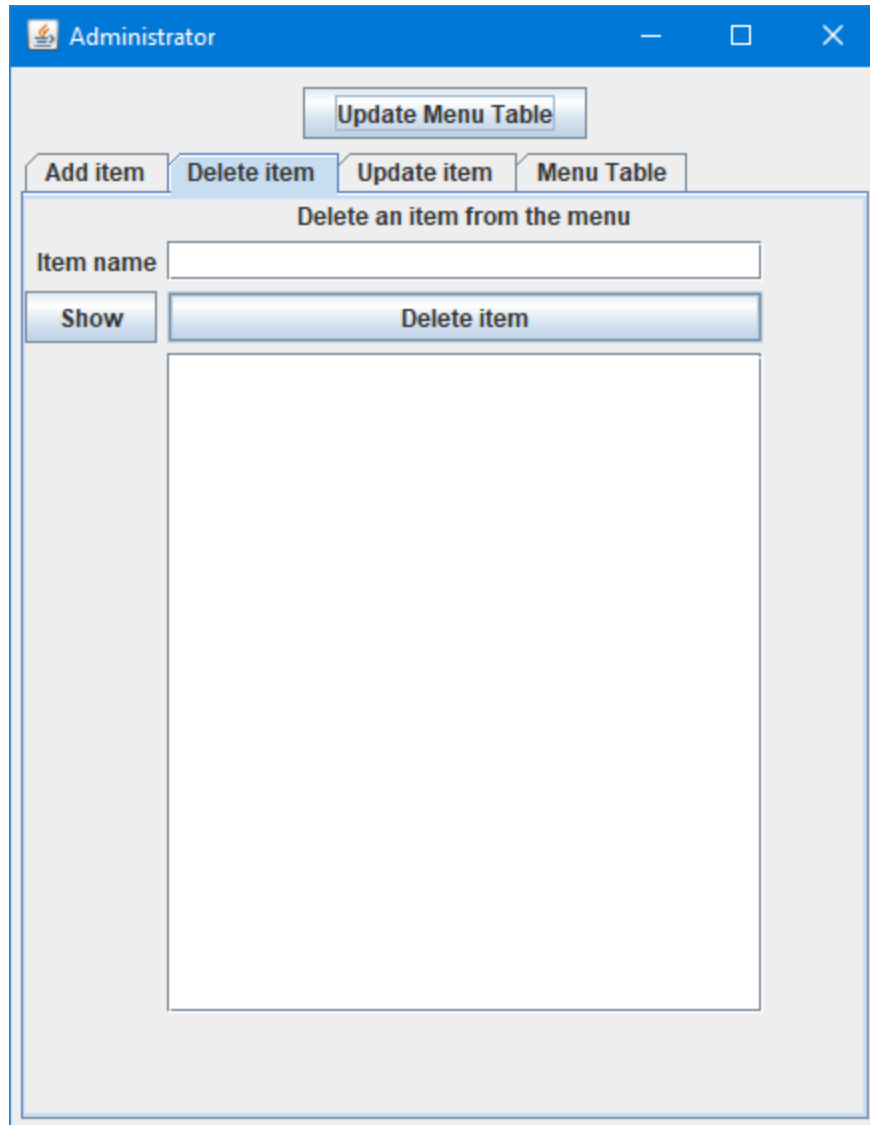 Administrator
Update Menu Table
Add item Delete item Update item Menu Table
Delete an item from the menu
Item name
Show Delete item